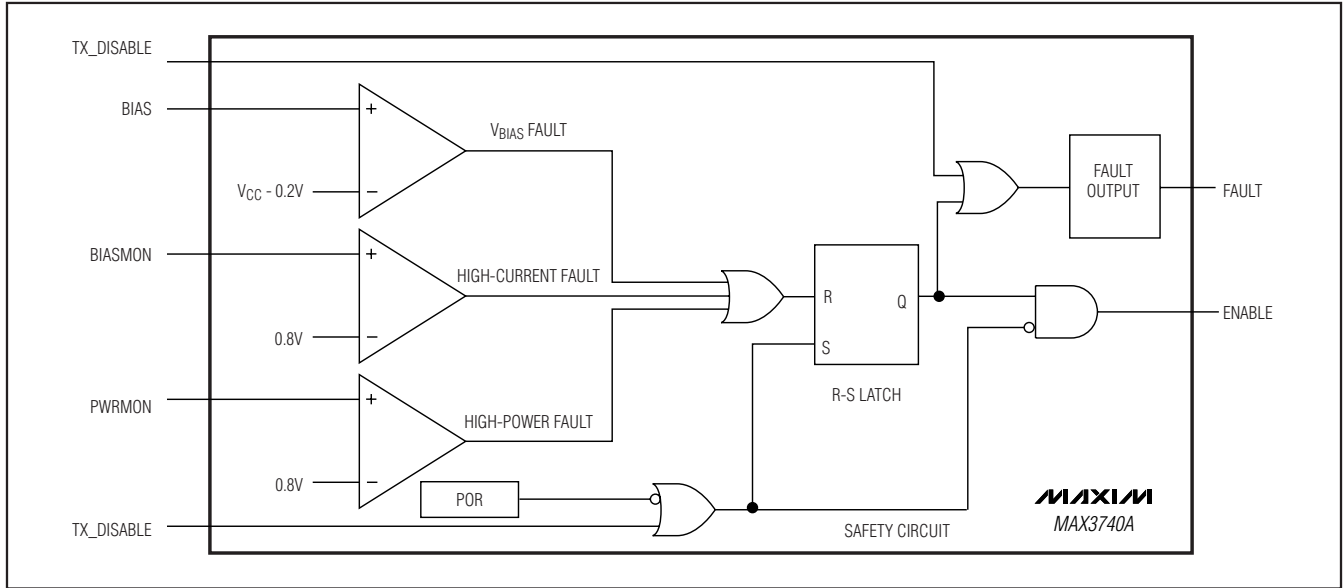 TX_DISABLE
BIAS
+
VBIAS FAULT
VCC - 0.2V
−
FAULT
OUTPUT
FAULT
BIASMON
+
HIGH-CURRENT FAULT
0.8V
−
R
Q
S
R-S LATCH
ENABLE
PWRMON
+
HIGH-POWER FAULT
0.8V
−
POR
TX_DISABLE
SAFETY CIRCUIT
MAXIM
MAX3740A